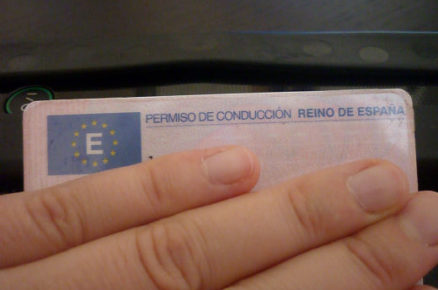 E
PERMISO DE CONDUCCIÓN REINO DE ESPAÑA